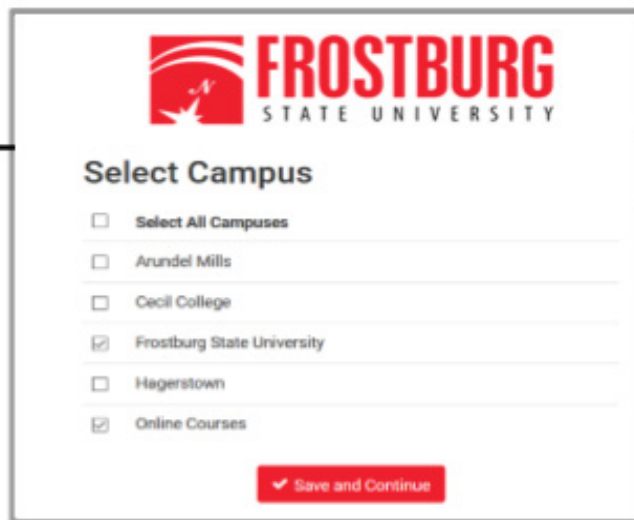 FROSTBURG
STATE UNIVERSITY
Select Campus
Select All Campuses
Arundel Mills
Cecil College
Frostburg State University
Hagerstown
Online Courses
Save and Continue